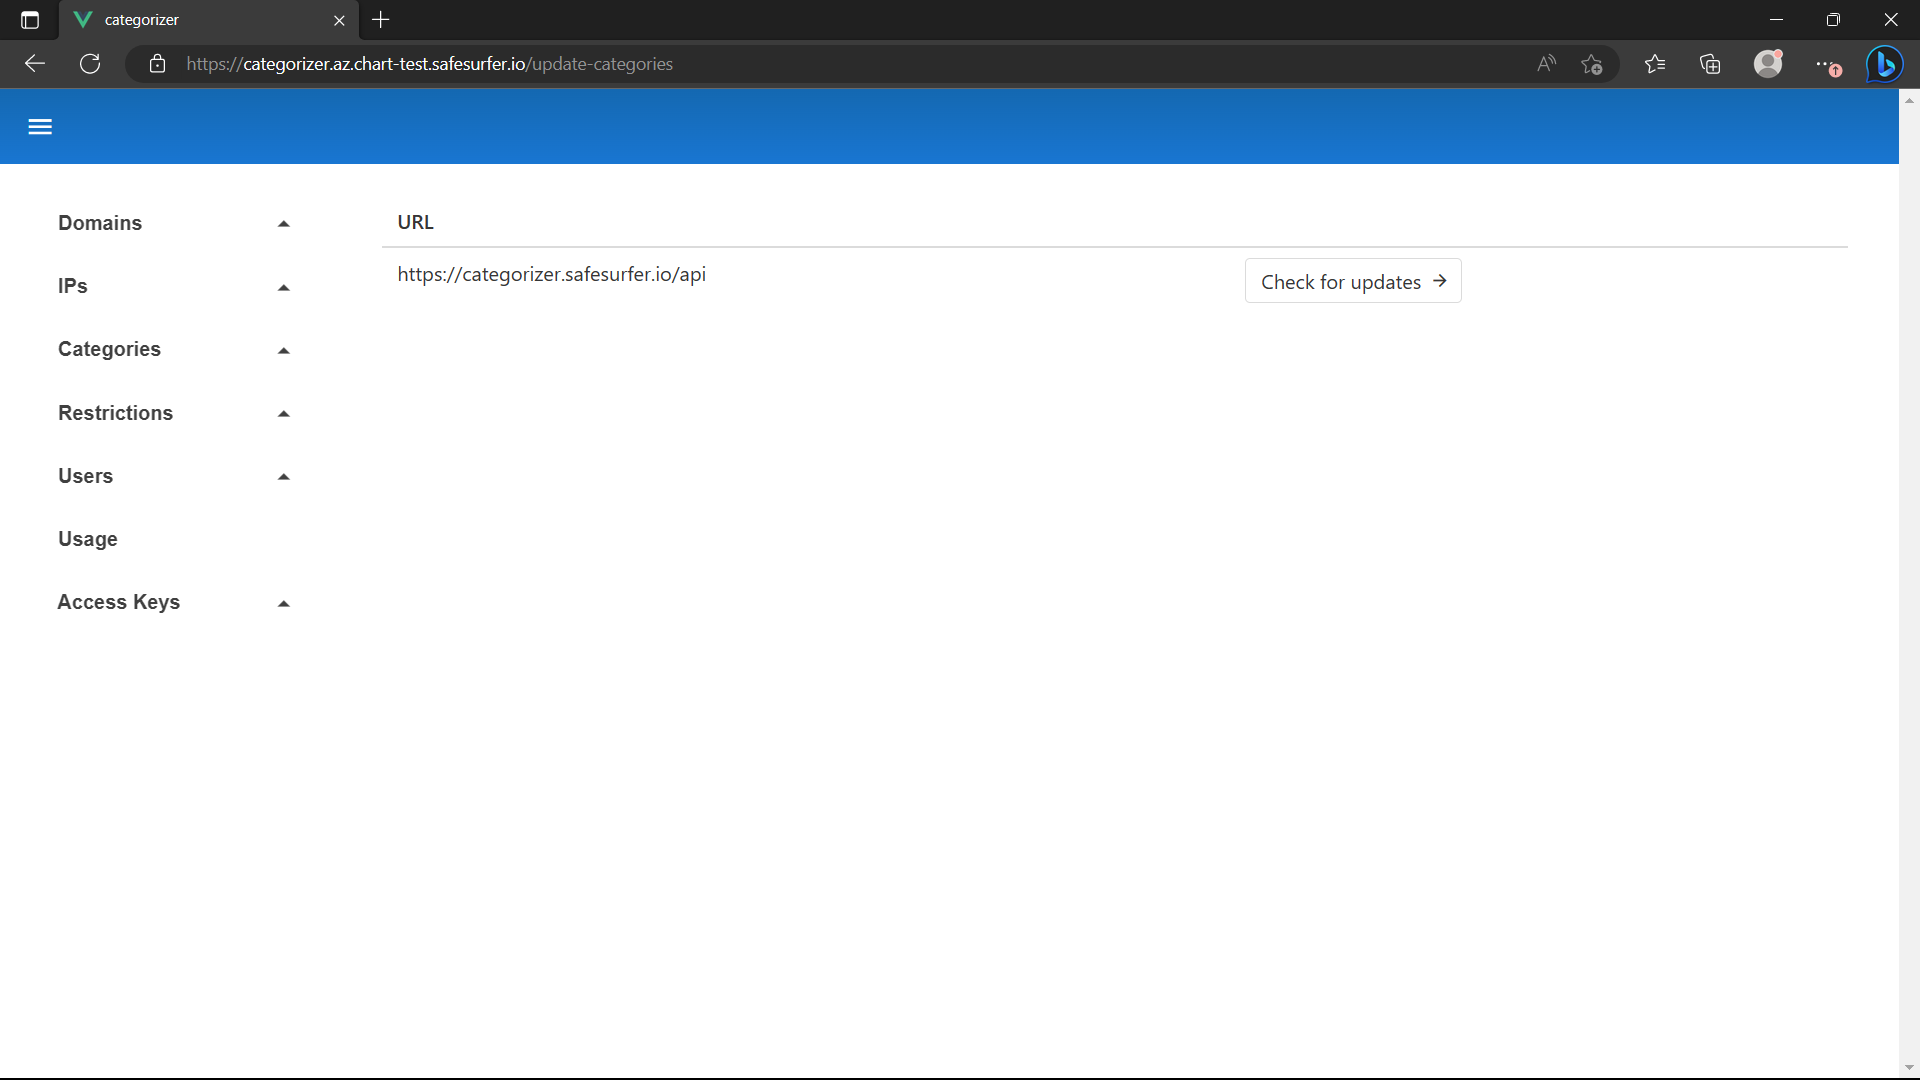 categorizer
https://categorizer.az.chart-test.safesurfer.io/update-categories
Domains
IPs
Categories
Restrictions
Users
Usage
Access Keys
URL
https://categorizer.safesurfer.io/api
Check for updates